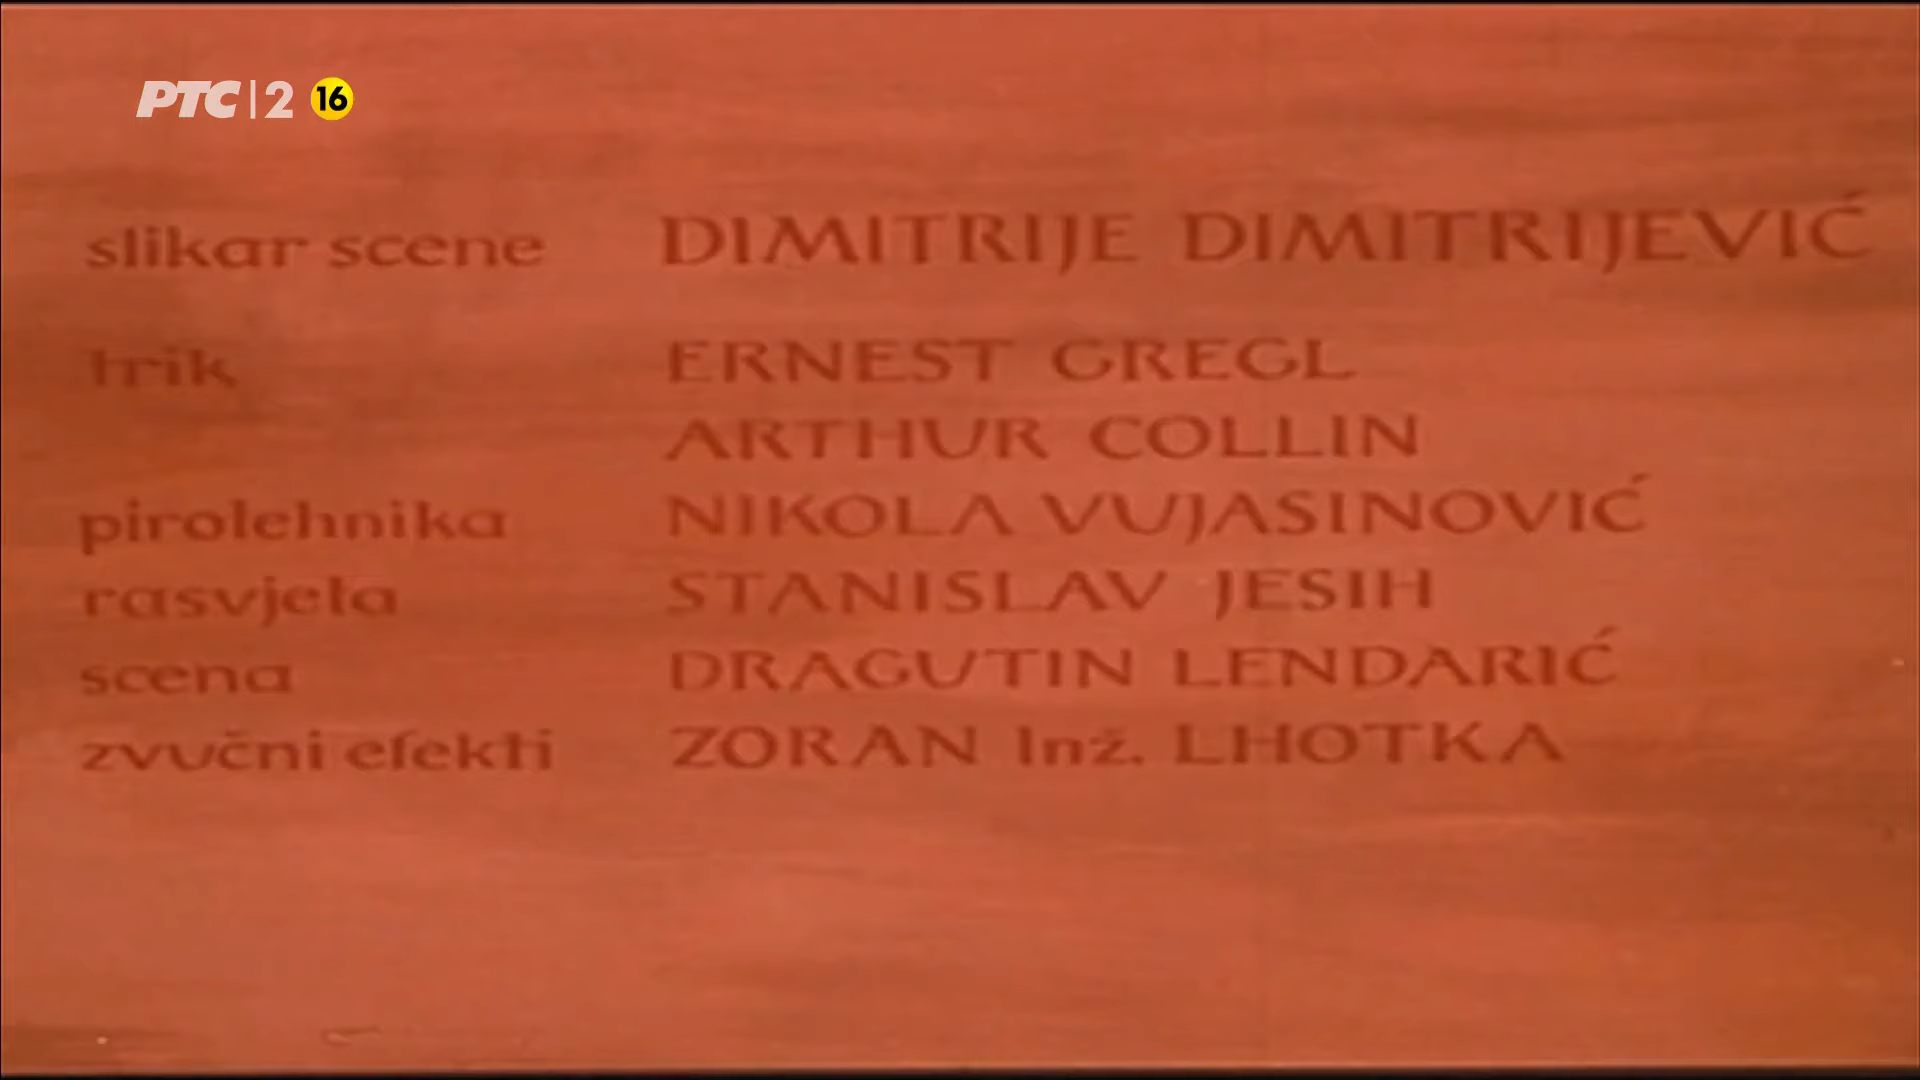 РТС|2 16
slikar scene DIMITRIJE DIMITRIJEVIĆ
trik ERNEST GREGL
ARTHUR COLLIN
pirotehnika NIKOLA VUJASINOVIĆ
rasvjeta STANISLAV JESIH
scena DRAGUTIN LENDARIĆ
zvučni efekti ZORAN Inž. LHOTKA